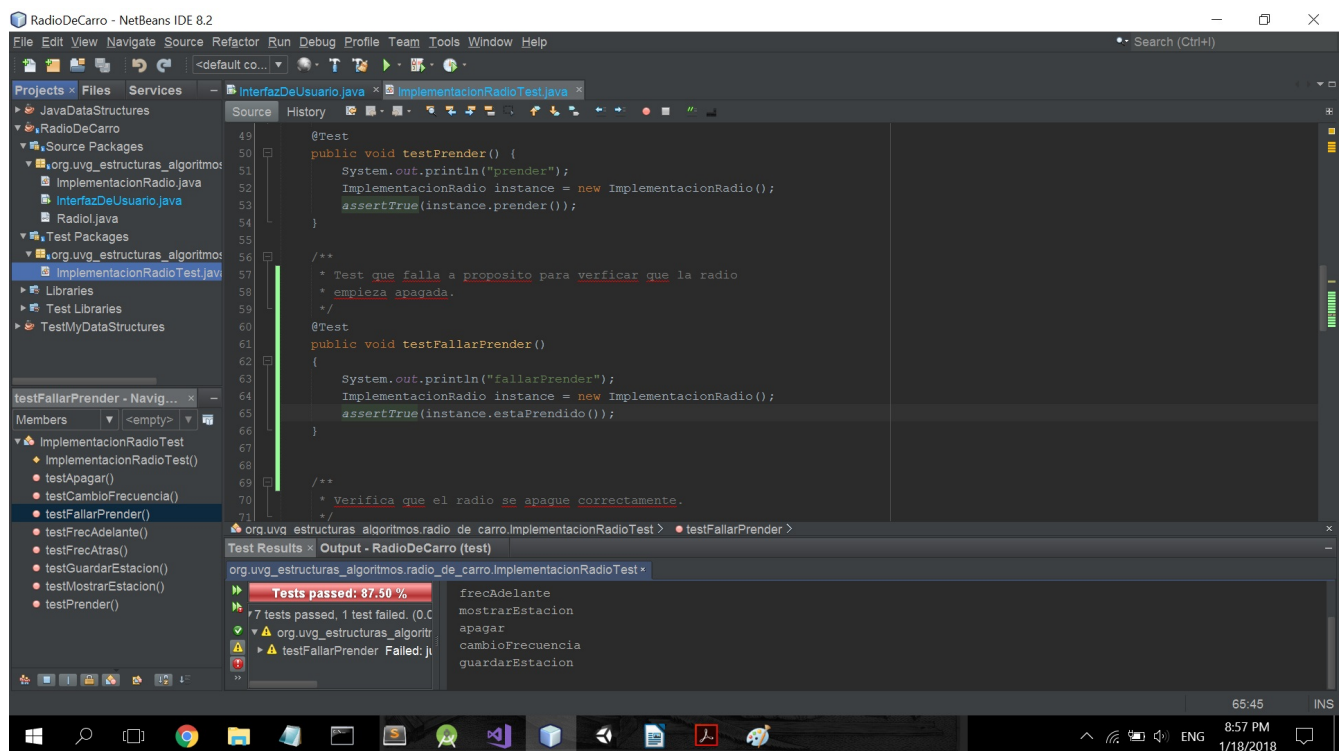 RadioDeCarro - NetBeans IDE 8.2
File Edit View Navigate Source Refactor Run Debug Profile Team Tools Window Help
Search (Ctrl+I)
<default co...
Projects × Files Services
InterfazDeUsuario.java × ImplementacionRadioTest.java ×
JavaDataStructures
RadioDeCarro
Source Packages
org.uvg_estructuras_algoritmos
ImplementacionRadio.java
InterfazDeUsuario.java
RadioI.java
Test Packages
org.uvg_estructuras_algoritmos
ImplementacionRadioTest.java
Libraries
Test Libraries
TestMyDataStructures
Source History
49 @Test
50 public void testPrender() {
51 System.out.println("prender");
52 ImplementacionRadio instance = new ImplementacionRadio();
53 assertTrue(instance.prender());
54 }
55
56 /**
57 * Test que falla a proposito para verficar que la radio
58 * empieza apagada.
59 */
60 @Test
61 public void testFallarPrender()
62 {
63 System.out.println("fallarPrender");
64 ImplementacionRadio instance = new ImplementacionRadio();
65 assertTrue(instance.estaPrendido());
66 }
67
68
69 /**
70 * Verifica que el radio se apague correctamente.
71 */
org.uvg_estructuras_algoritmos.radio_de_carro.ImplementacionRadioTest > testFallarPrender >
testFallarPrender - Navig... ×
Members <empty>
ImplementacionRadioTest
ImplementacionRadioTest()
testApagar()
testCambioFrecuencia()
testFallarPrender()
testFrecAdelante()
testFrecAtras()
testGuardarEstacion()
testMostrarEstacion()
testPrender()
Test Results × Output - RadioDeCarro (test)
org.uvg_estructuras_algoritmos.radio_de_carro.ImplementacionRadioTest ×
Tests passed: 87.50 %
7 tests passed, 1 test failed. (0.0
org.uvg_estructuras_algoritr
testFallarPrender Failed: ju
frecAdelante
mostrarEstacion
apagar
cambioFrecuencia
guardarEstacion
65:45 INS
ENG
8:57 PM
1/18/2018